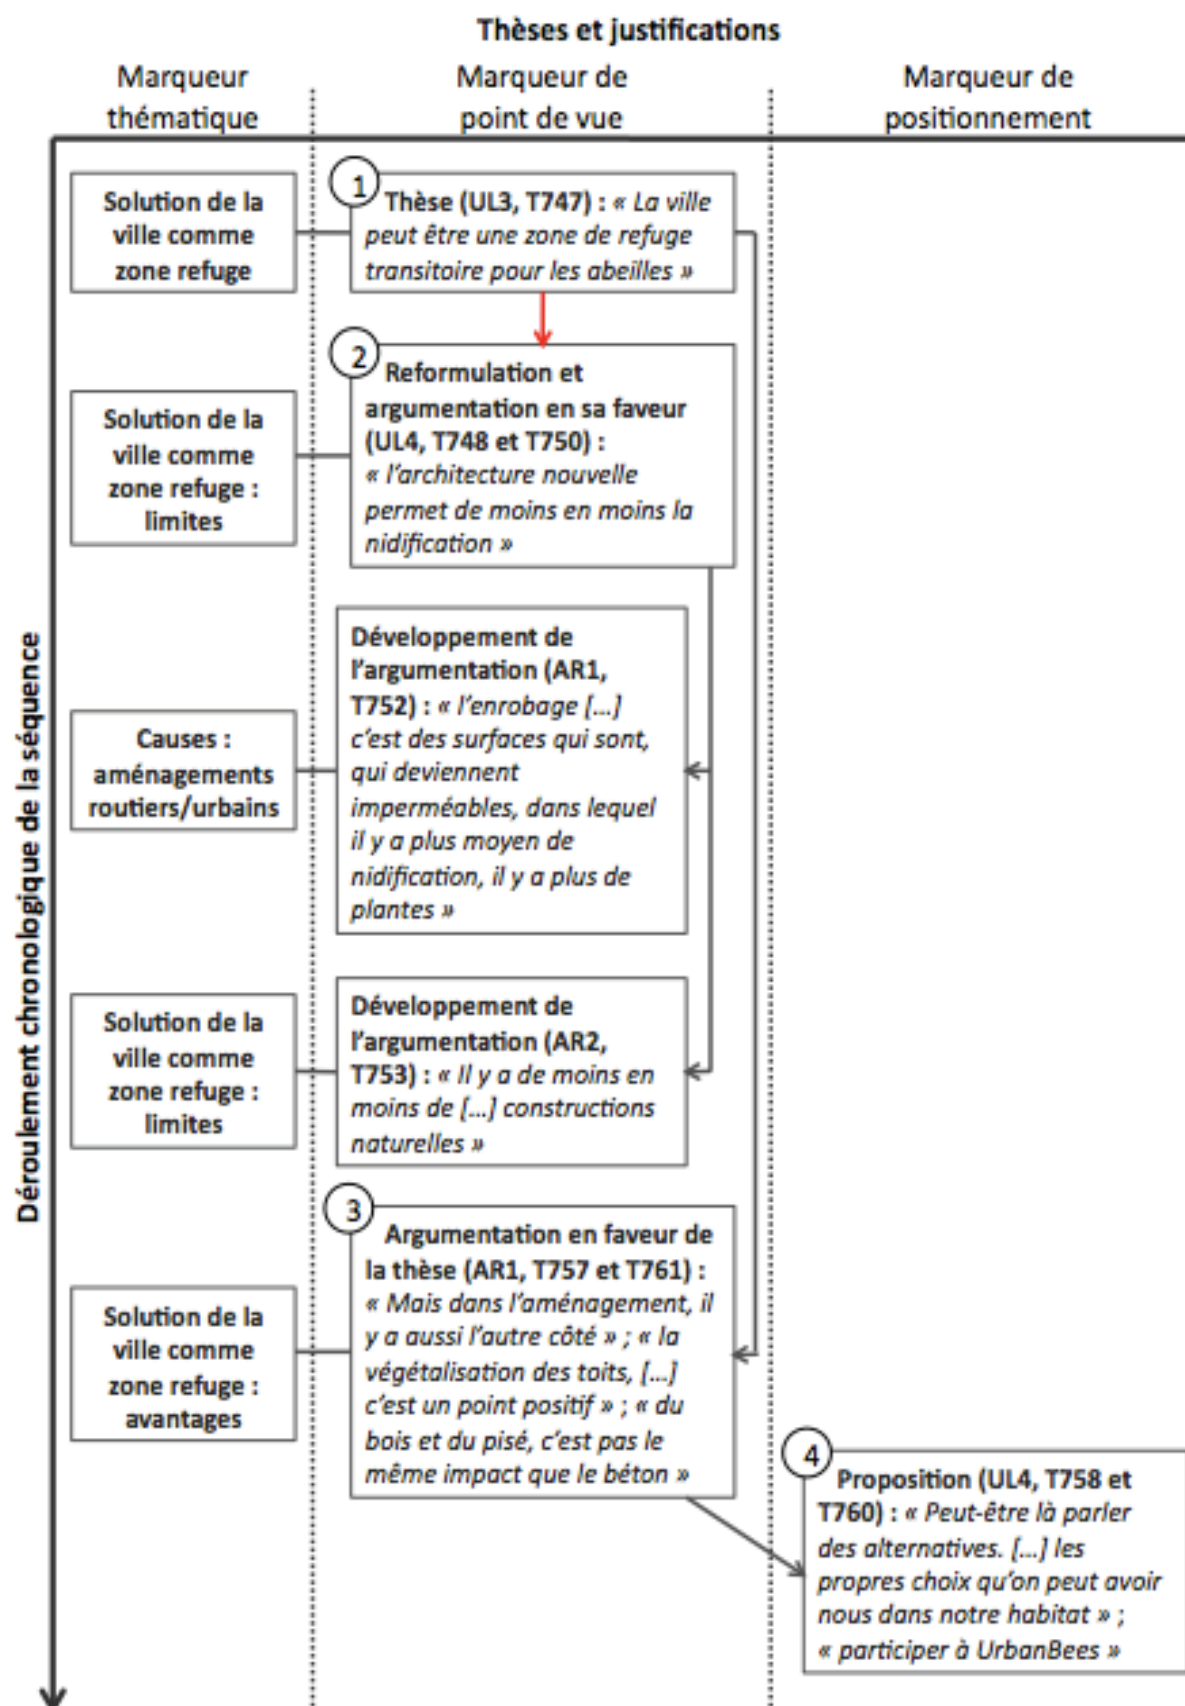 Thèses et justifications
Marqueur
thématique
Marqueur de
point de vue
Marqueur de
positionnement
Déroulement chronologique de la séquence
Solution de la
ville comme
zone refuge
1
Thèse (UL3, T747) : « La ville
peut être une zone de refuge
transitoire pour les abeilles »
Solution de la
ville comme
zone refuge :
limites
2
Reformulation et
argumentation en sa faveur
(UL4, T748 et T750) :
« l'architecture nouvelle
permet de moins en moins la
nidification »
Causes :
aménagements
routiers/urbains
Développement de
l'argumentation (AR1,
T752) : « l'enrobage [...]
c'est des surfaces qui sont,
qui deviennent
imperméables, dans lequel
il y a plus moyen de
nidification, il y a plus de
plantes »
Solution de la
ville comme
zone refuge :
limites
Développement de
l'argumentation (AR2,
T753) : « Il y a de moins en
moins de [...] constructions
naturelles »
Solution de la
ville comme
zone refuge :
avantages
3
Argumentation en faveur de
la thèse (AR1, T757 et T761) :
« Mais dans l'aménagement, il
y a aussi l'autre côté » ; « la
végétalisation des toits, [...]
c'est un point positif » ; « du
bois et du pisé, c'est pas le
même impact que le béton »
4
Proposition (UL4, T758 et
T760) : « Peut-être là parler
des alternatives. [...] les
propres choix qu'on peut avoir
nous dans notre habitat » ;
« participer à UrbanBees »